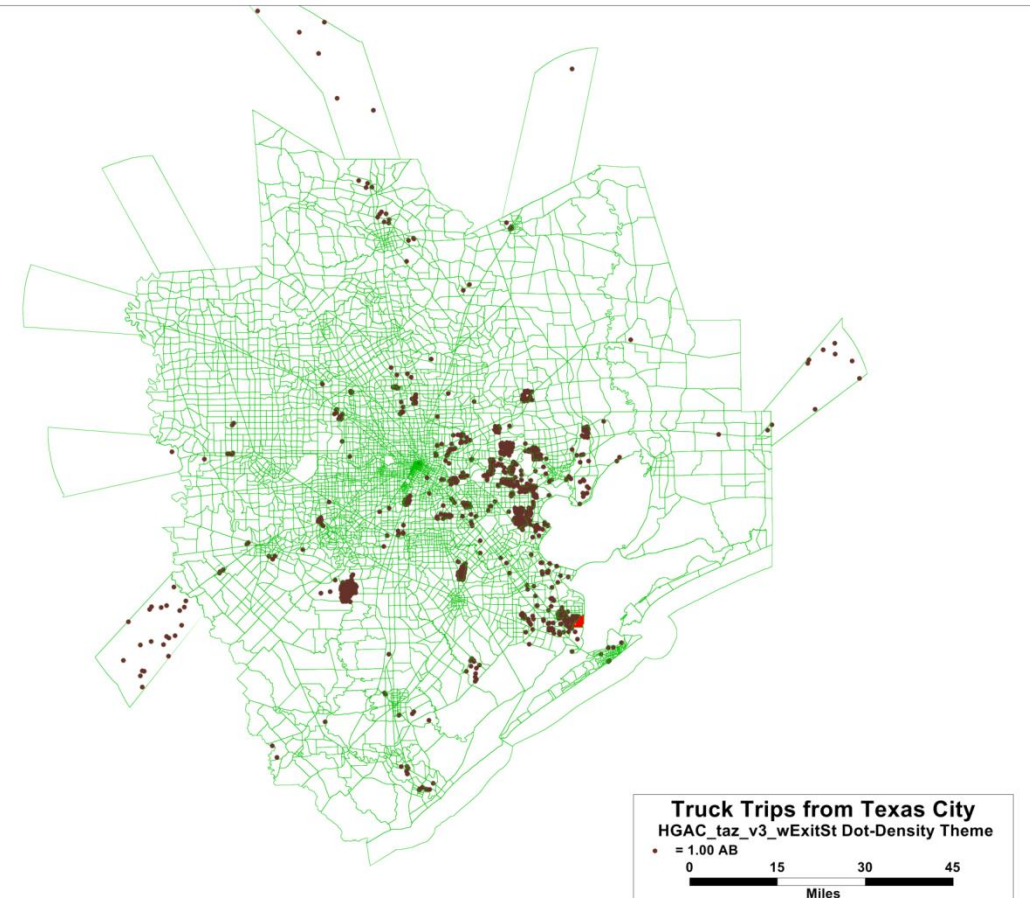 Truck Trips from Texas City
HGAC_taz_v3_wExitSt Dot-Density Theme
= 1.00 AB
0 15 30 45
Miles